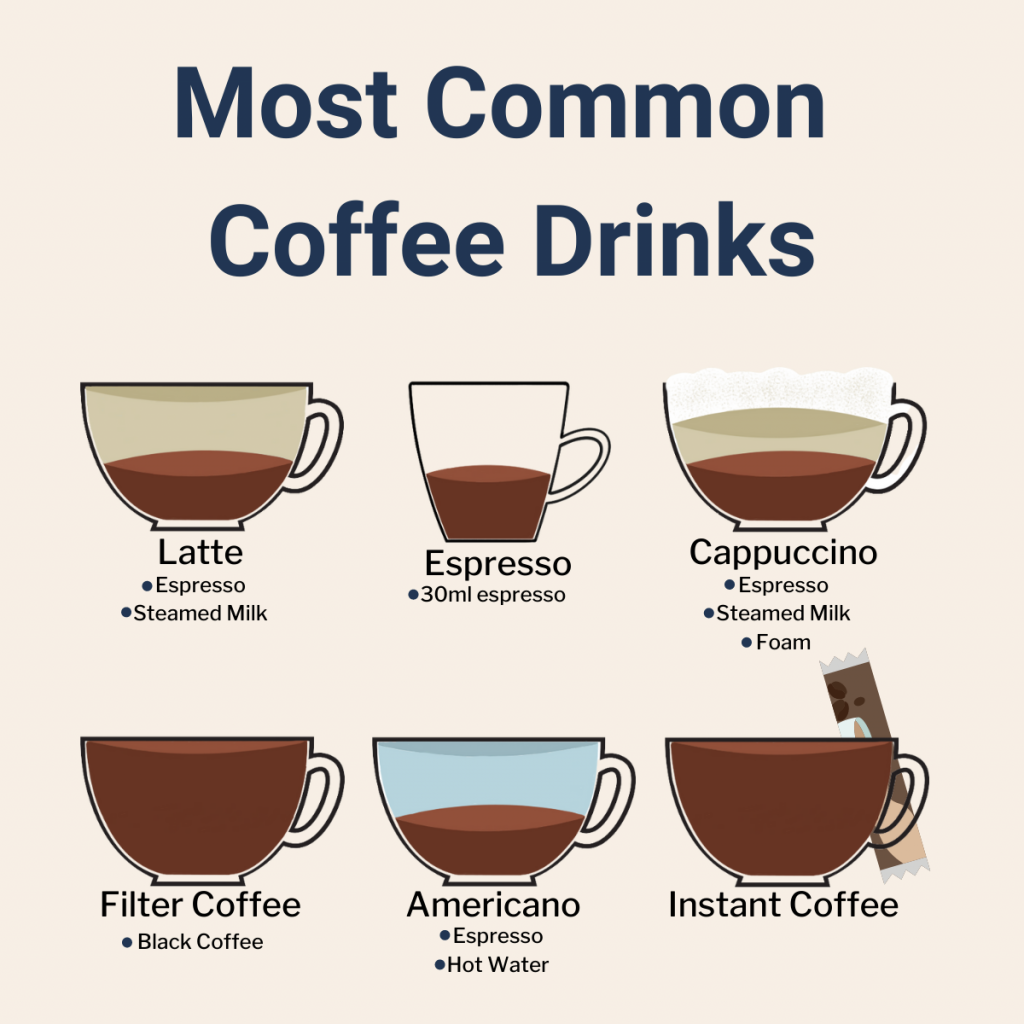 Most Common
Coffee Drinks
Latte
•Espresso
•Steamed Milk
Espresso
•30ml espresso
Cappuccino
•Espresso
•Steamed Milk
• Foam
Filter Coffee
• Black Coffee
Americano
•Espresso
•Hot Water
Instant Coffee